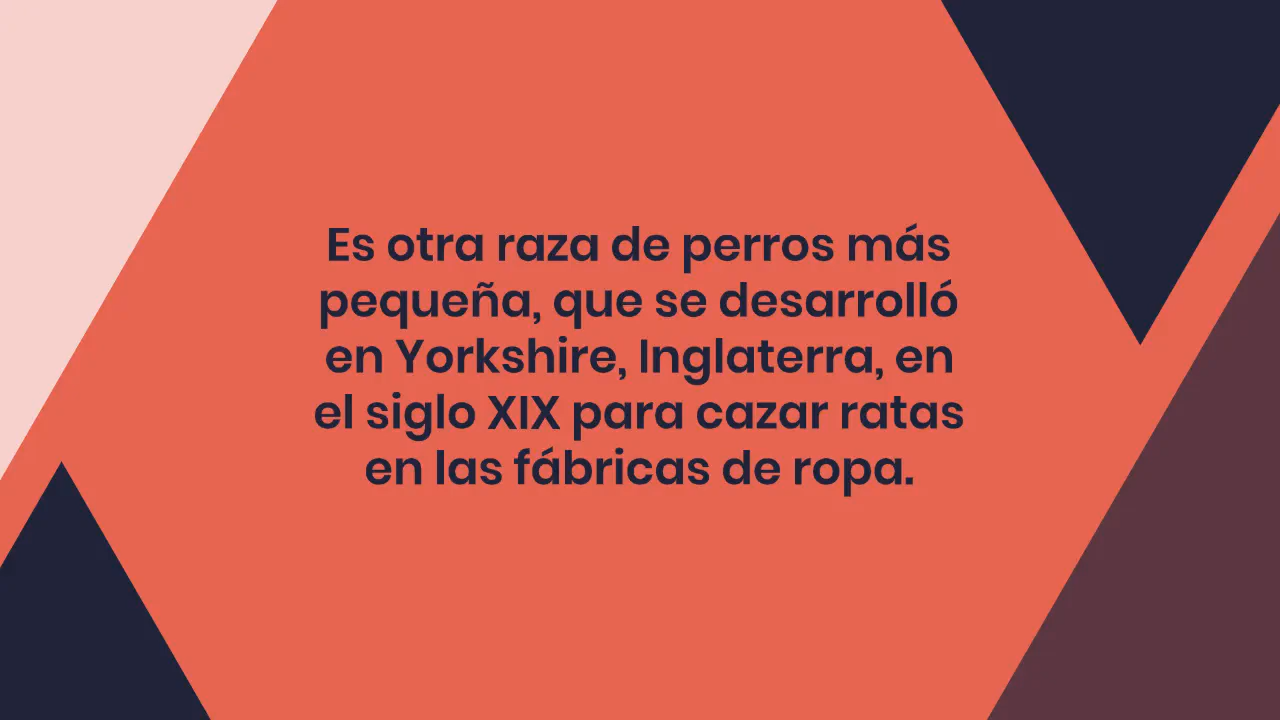 Es otra raza de perros más
pequeña, que se desarrolló
en Yorkshire, Inglaterra, en
el siglo XIX para cazar ratas
en las fábricas de ropa.